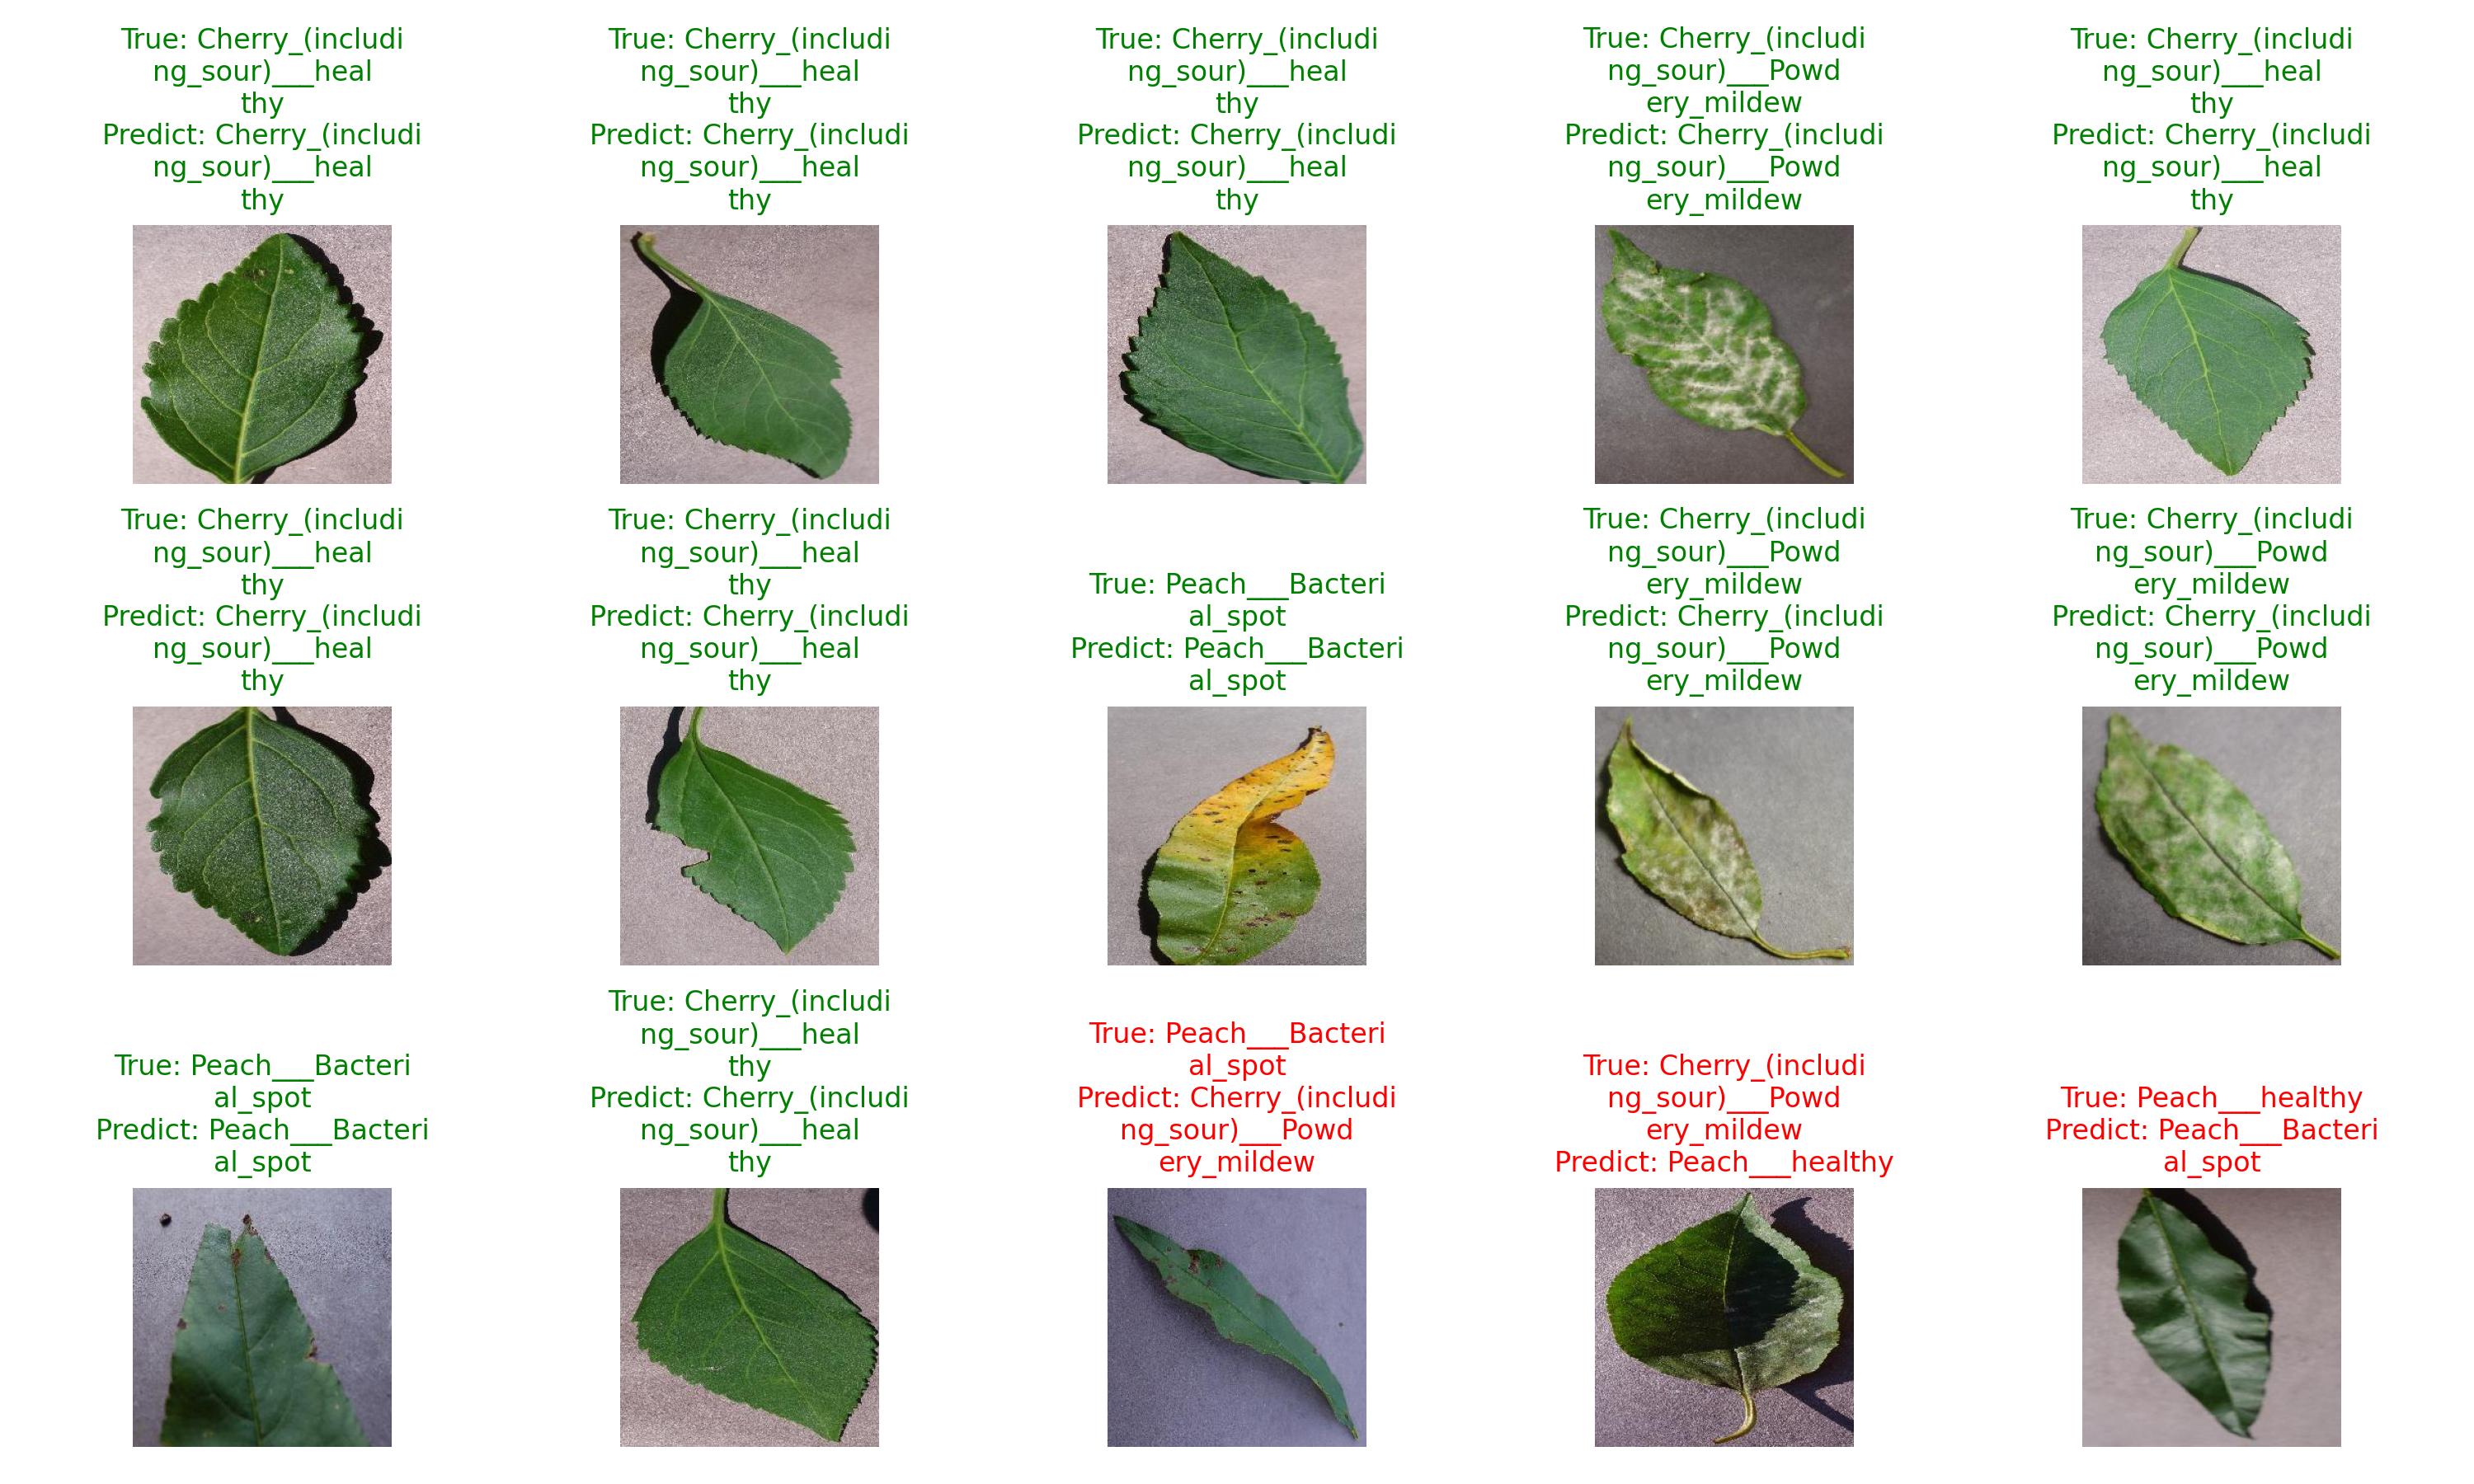 True: Cherry_(includi
ng_sour)___heal
thy
Predict: Cherry_(includi
ng_sour)___heal
thy
True: Cherry_(includi
ng_sour)___heal
thy
Predict: Cherry_(includi
ng_sour)___heal
thy
True: Cherry_(includi
ng_sour)___heal
thy
Predict: Cherry_(includi
ng_sour)___heal
thy
True: Cherry_(includi
ng_sour)___Powd
ery_mildew
Predict: Cherry_(includi
ng_sour)___Powd
ery_mildew
True: Cherry_(includi
ng_sour)___heal
thy
Predict: Cherry_(includi
ng_sour)___heal
thy
True: Cherry_(includi
ng_sour)___heal
thy
Predict: Cherry_(includi
ng_sour)___heal
thy
True: Cherry_(includi
ng_sour)___heal
thy
Predict: Cherry_(includi
ng_sour)___heal
thy
True: Peach___Bacteri
al_spot
Predict: Peach___Bacteri
al_spot
True: Cherry_(includi
ng_sour)___Powd
ery_mildew
Predict: Cherry_(includi
ng_sour)___Powd
ery_mildew
True: Cherry_(includi
ng_sour)___Powd
ery_mildew
Predict: Cherry_(includi
ng_sour)___Powd
ery_mildew
True: Peach___Bacteri
al_spot
Predict: Peach___Bacteri
al_spot
True: Cherry_(includi
ng_sour)___heal
thy
Predict: Cherry_(includi
ng_sour)___heal
thy
True: Peach___Bacteri
al_spot
Predict: Cherry_(includi
ng_sour)___Powd
ery_mildew
True: Cherry_(includi
ng_sour)___Powd
ery_mildew
Predict: Peach___healthy
True: Peach___healthy
Predict: Peach___Bacteri
al_spot